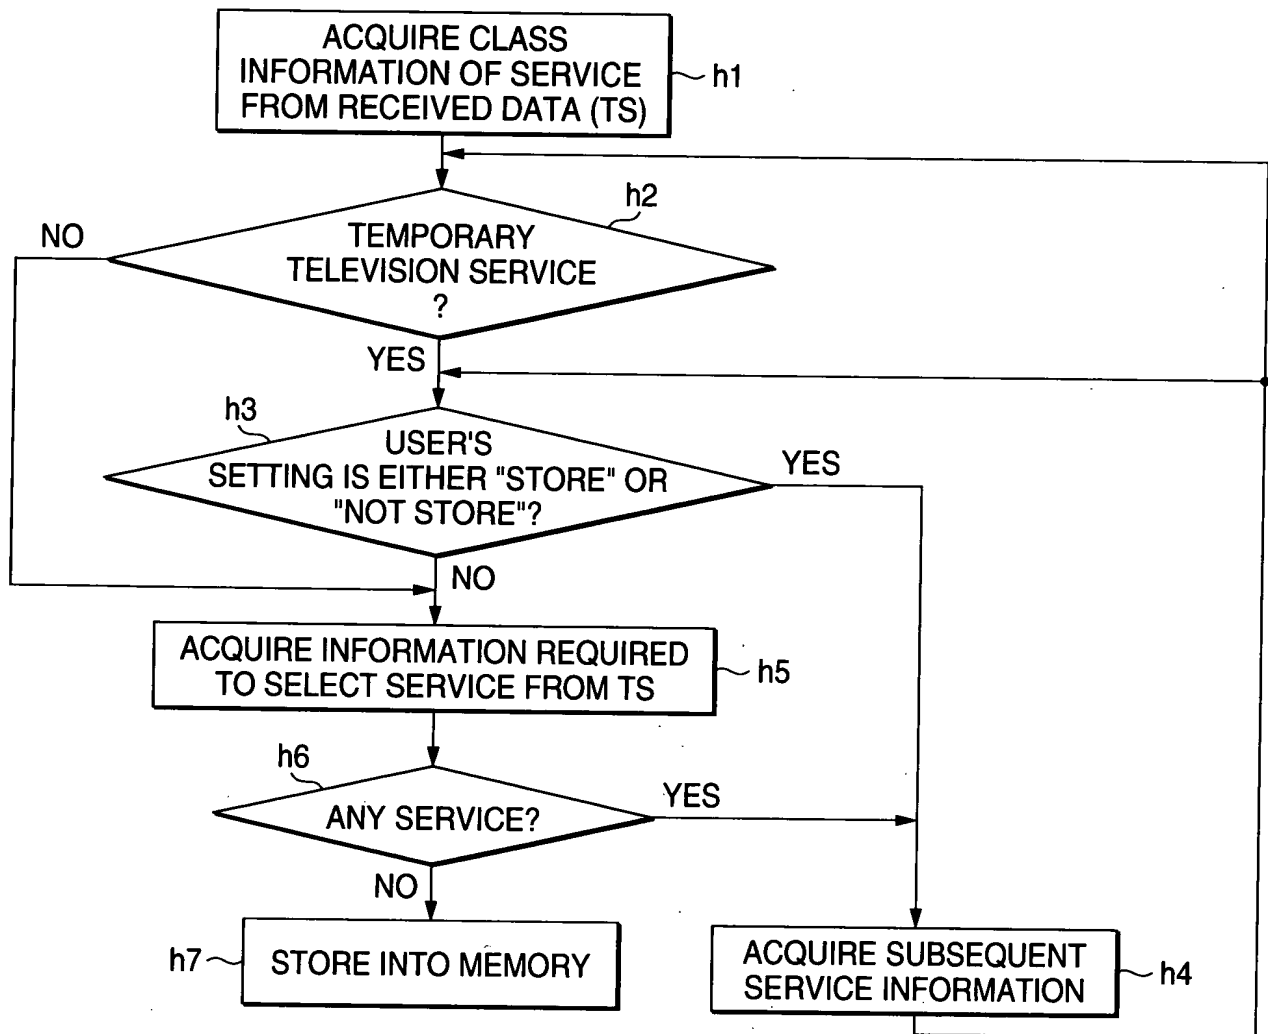 ACQUIRE CLASS
INFORMATION OF SERVICE
FROM RECEIVED DATA (TS)
h1
h2
NO
TEMPORARY
TELEVISION SERVICE
?
YES
h3
USER'S
SETTING IS EITHER "STORE" OR
"NOT STORE"?
YES
NO
ACQUIRE INFORMATION REQUIRED
TO SELECT SERVICE FROM TS
h5
h6
ANY SERVICE?
YES
NO
h7
STORE INTO MEMORY
ACQUIRE SUBSEQUENT
SERVICE INFORMATION
h4